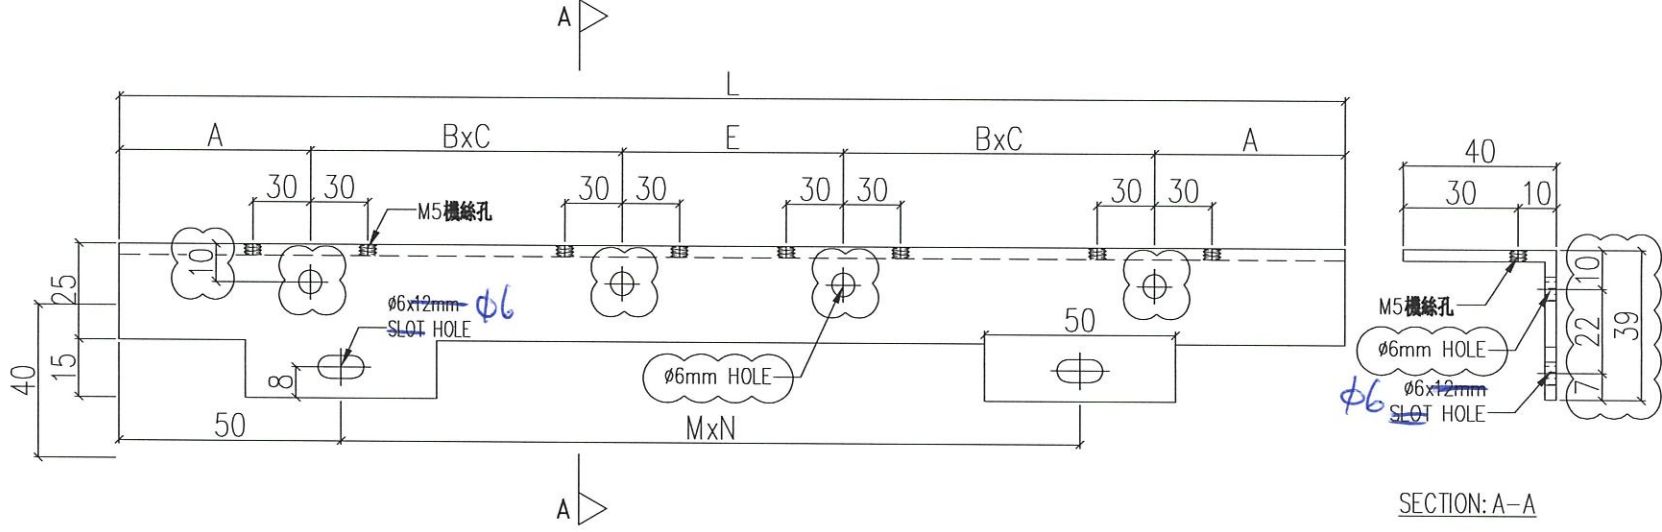 A
L
A BxC E BxC A
30 30 30 30 30 30 30 30
M5機絲孔
10
25
15
40
8
ø6x12mm ϕ6
SLOT HOLE
ø6mm HOLE
50
50
MxN
A
40
30 10
10
22
7
39
M5機絲孔
ø6mm HOLE
ϕ6 ø6x12mm
SLOT HOLE
SECTION: A-A